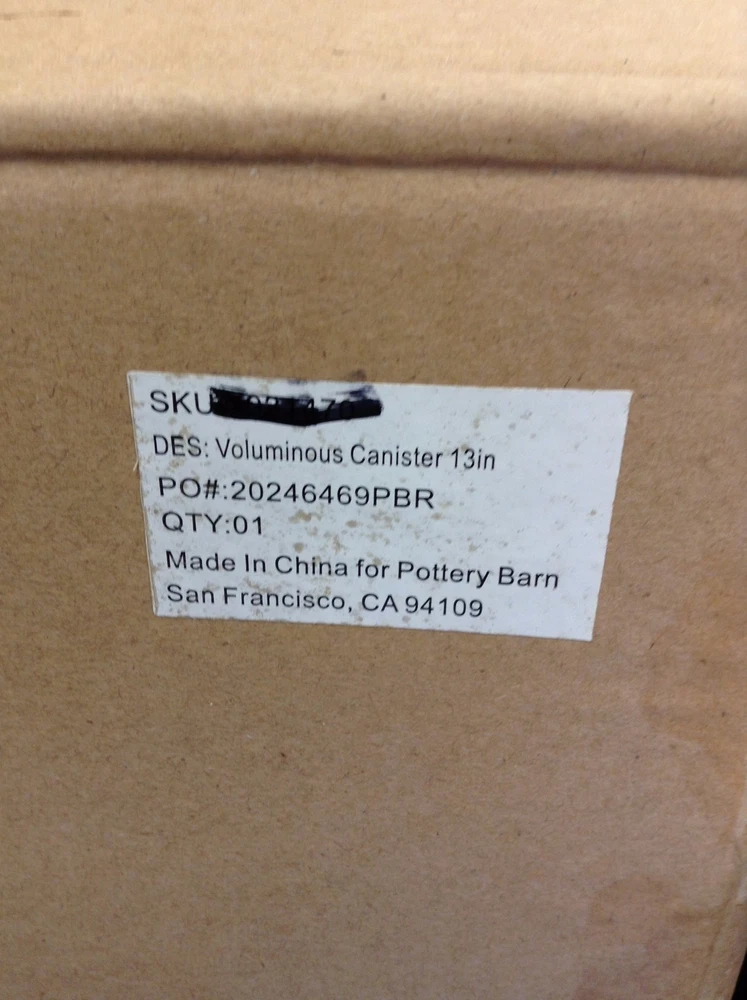 SKU
DES: Voluminous Canister 13in
PO#:20246469PBR
QTY:01
Made In China for Pottery Barn
San Francisco, CA 94109